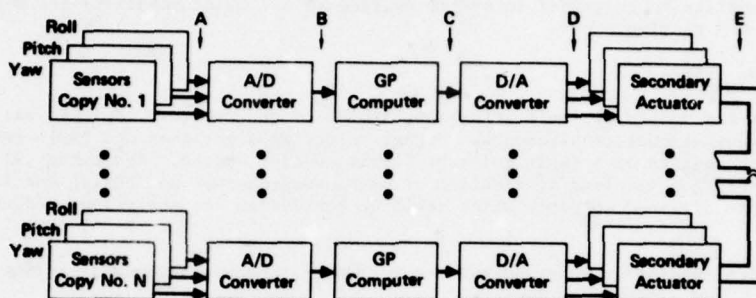 A B C D E
Roll
Pitch
Yaw
Sensors
Copy No. 1
A/D
Converter
GP
Computer
D/A
Converter
Secondary
Actuator
Roll
Pitch
Yaw
Sensors
Copy No. N
A/D
Converter
GP
Computer
D/A
Converter
Secondary
Actuator